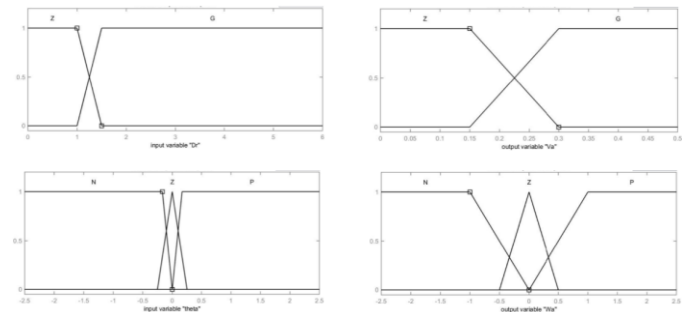 Z G
1
0.5
0
0 1 2 3 4 5 6
input variable "Dr"
Z G
1
0.5
0
0 0.05 0.1 0.15 0.2 0.25 0.3 0.35 0.4 0.45 0.5
output variable "Va"
N Z P
1
0.5
0
-2.5 -2 -1.5 -1 -0.5 0 0.5 1 1.5 2 2.5
input variable "theta"
N Z P
1
0.5
0
-2.5 -2 -1.5 -1 -0.5 0 0.5 1 1.5 2 2.5
output variable "Wa"